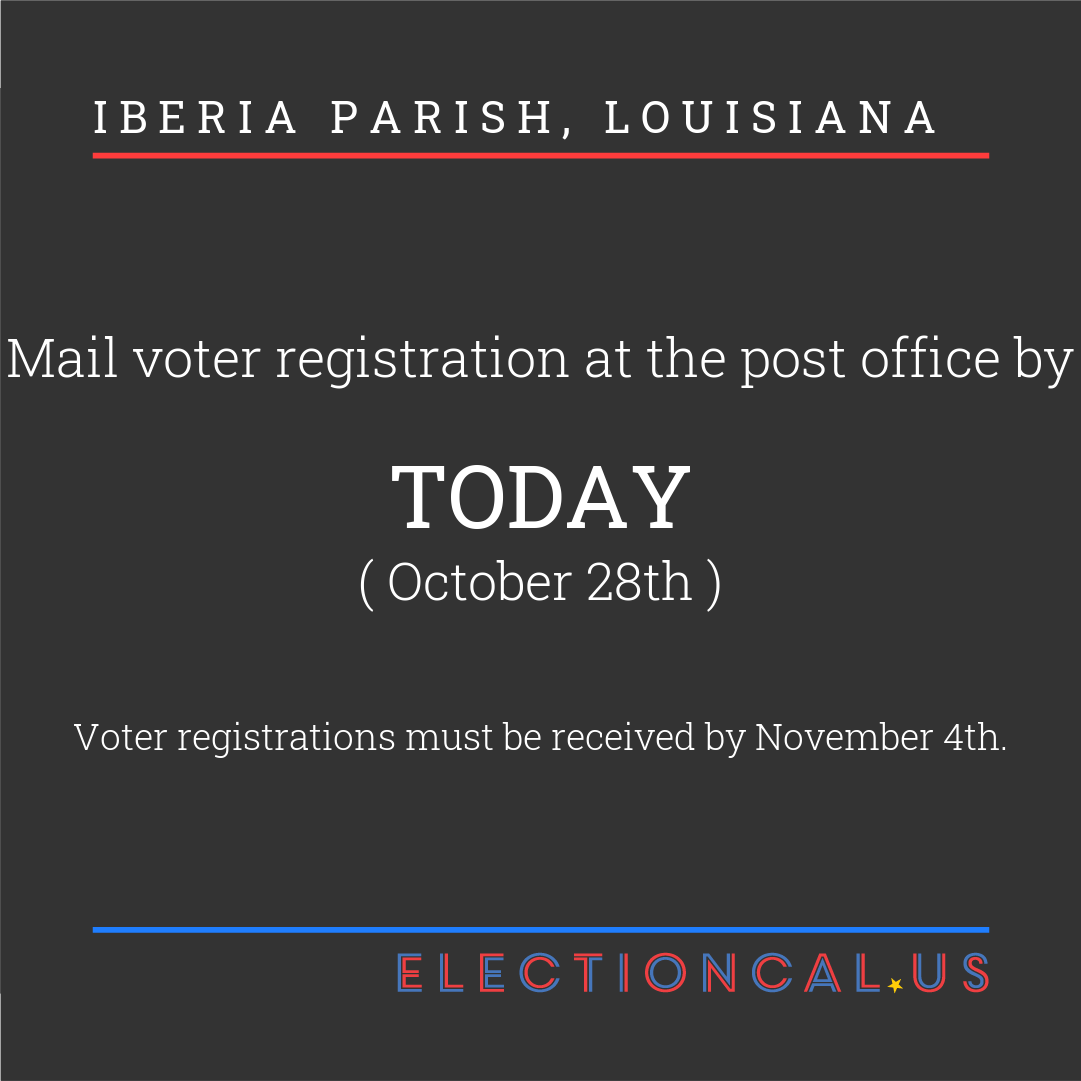 IBERIA PARISH, LOUISIANA
Mail voter registration at the post office by
TODAY
( October 28th )
Voter registrations must be received by November 4th.
ELECTIONCAL.US